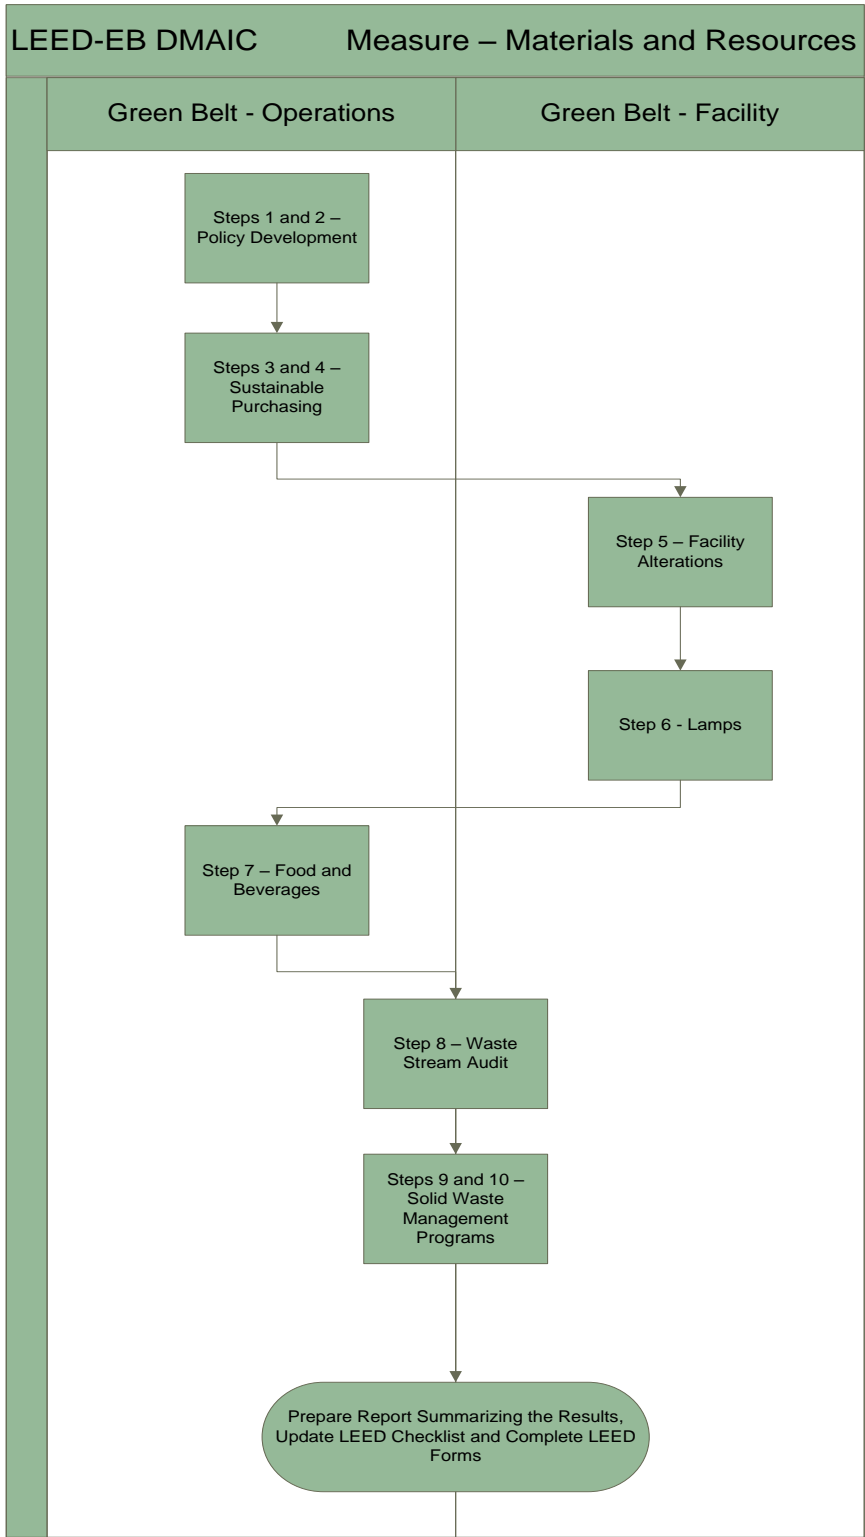 LEED-EB DMAIC Measure – Materials and Resources
Green Belt - Operations
Green Belt - Facility
Steps 1 and 2 –
Policy Development
Steps 3 and 4 –
Sustainable
Purchasing
Step 5 – Facility
Alterations
Step 6 - Lamps
Step 7 – Food and
Beverages
Step 8 – Waste
Stream Audit
Steps 9 and 10 –
Solid Waste
Management
Programs
Prepare Report Summarizing the Results,
Update LEED Checklist and Complete LEED
Forms